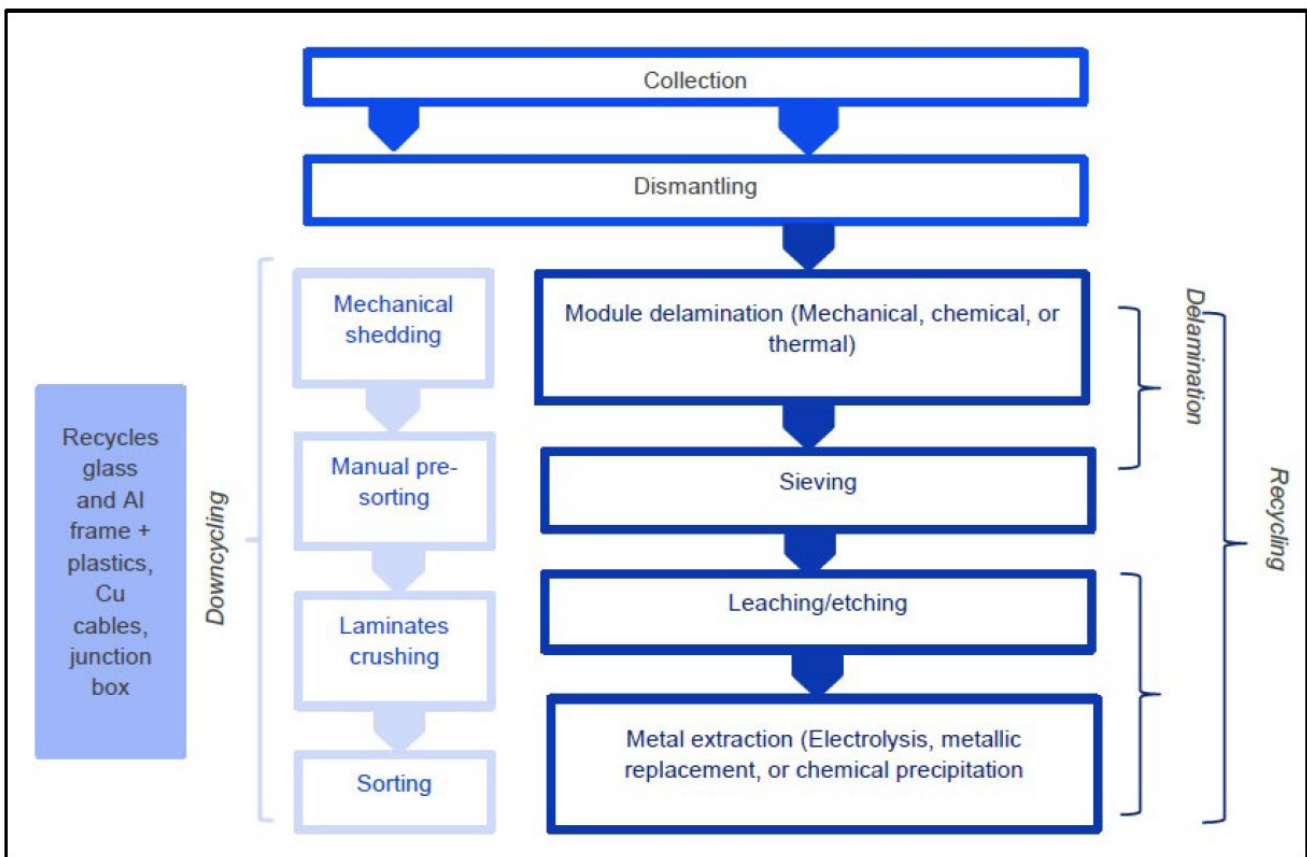 Collection
Dismantling
Mechanical
shedding
Manual pre-
sorting
Laminates
crushing
Sorting
Module delamination (Mechanical, chemical, or
thermal)
Sieving
Leaching/etching
Metal extraction (Electrolysis, metallic
replacement, or chemical precipitation
Recycles
glass
and Al
frame +
plastics,
Cu
cables,
junction
box
Downcycling
Delamination
Recycling